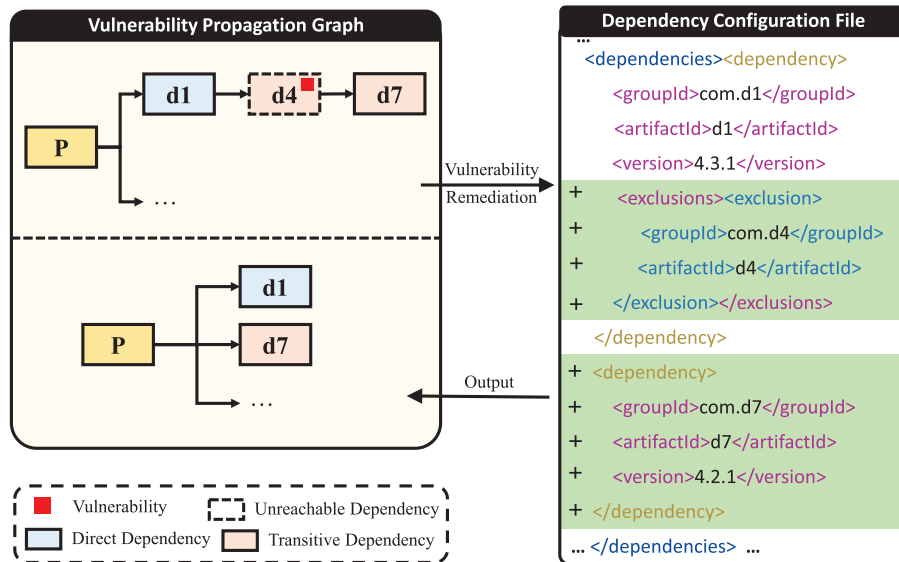 Vulnerability Propagation Graph
d1
d4
d7
P
...
d1
P
d7
...
Vulnerability
Remediation
Output
Vulnerability
Unreachable Dependency
Direct Dependency
Transitive Dependency
Dependency Configuration File
...
<dependencies><dependency>
<groupId>com.d1</groupId>
<artifactId>d1</artifactId>
<version>4.3.1</version>
+ <exclusions><exclusion>
+ <groupId>com.d4</groupId>
+ <artifactId>d4</artifactId>
+ </exclusion></exclusions>
</dependency>
+ <dependency>
+ <groupId>com.d7</groupId>
+ <artifactId>d7</artifactId>
+ <version>4.2.1</version>
+ </dependency>
... </dependencies> ...